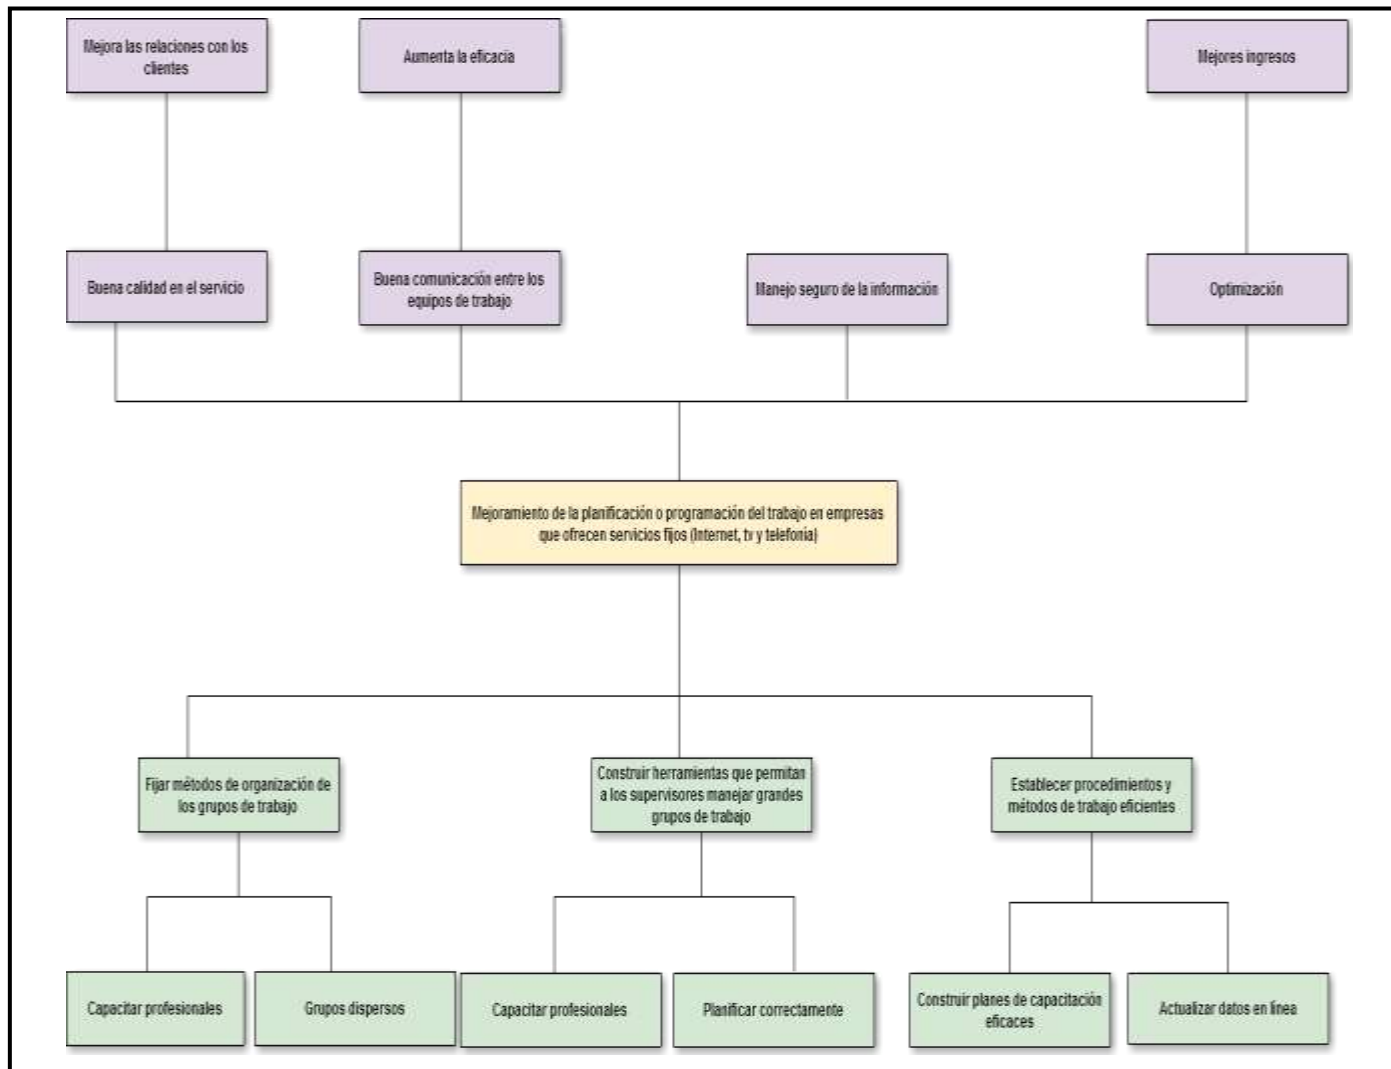 Mejora las relaciones con los
clientes
Aumenta la eficacia
Mejores ingresos
Buena calidad en el servicio
Buena comunicación entre los
equipos de trabajo
Manejo seguro de la información
Optimización
Mejoramiento de la planificación o programación del trabajo en empresas
que ofrecen servicios fijos (Internet, tv y telefonía)
Fijar métodos de organización de
los grupos de trabajo
Construir herramientas que permitan
a los supervisores manejar grandes
grupos de trabajo
Establecer procedimientos y
métodos de trabajo eficientes
Capacitar profesionales
Grupos dispersos
Capacitar profesionales
Planificar correctamente
Construir planes de capacitación
eficaces
Actualizar datos en línea